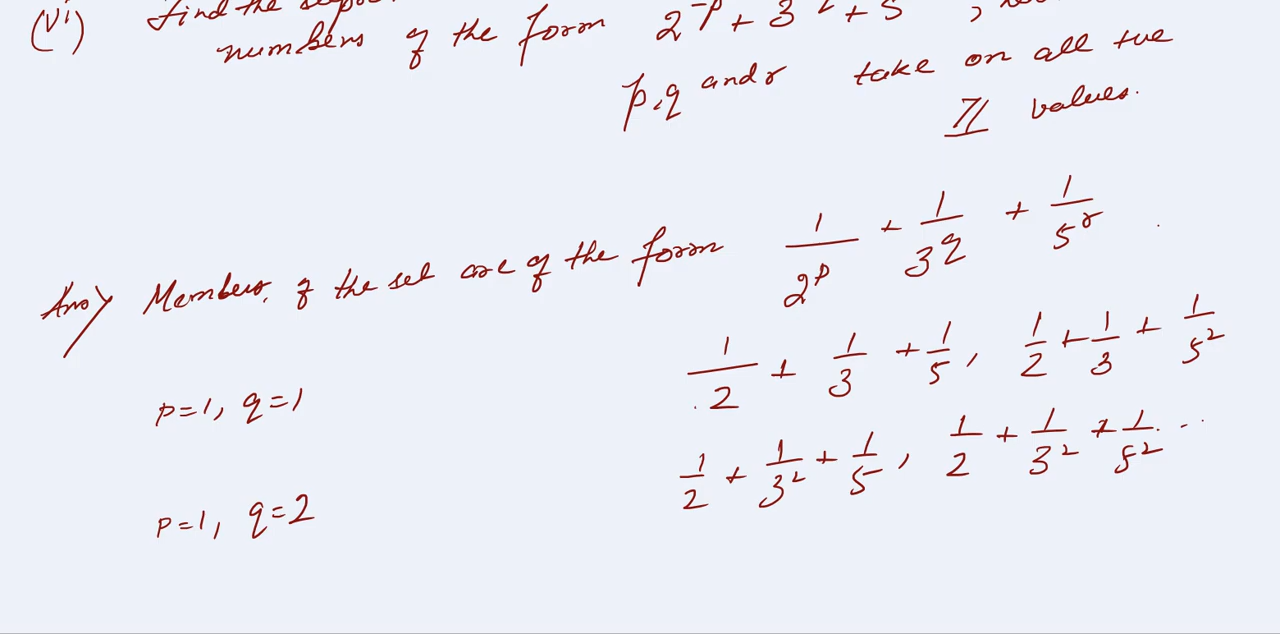 (vi) Find the
numbers of the form 2^-p + 3 + 5 ,
p, q and r take on all +ve
Z values.
Ans) Members of the set are of the form 1/2^p + 1/3^q + 1/5^r .
p=1, q=1 1/2 + 1/3 + 1/5 , 1/2 + 1/3 + 1/5^2
p=1, q=2 1/2 + 1/3^2 + 1/5 , 1/2 + 1/3^2 + 1/5^2 ...